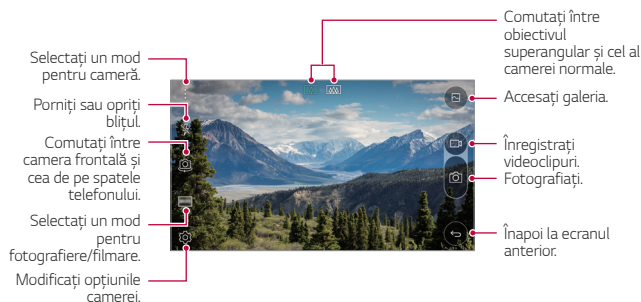 Comutați între
obiectivul
superangular și cel al
camerei normale.
Selectați un mod
pentru cameră.
Accesați galeria.
Porniți sau opriți
blițul.
Comutați între
camera frontală și
cea de pe spatele
telefonului.
Înregistrați
videoclipuri.
Fotografiați.
Selectați un mod
pentru
fotografiere/filmare.
Înapoi la ecranul
anterior.
Modificați opțiunile
camerei.